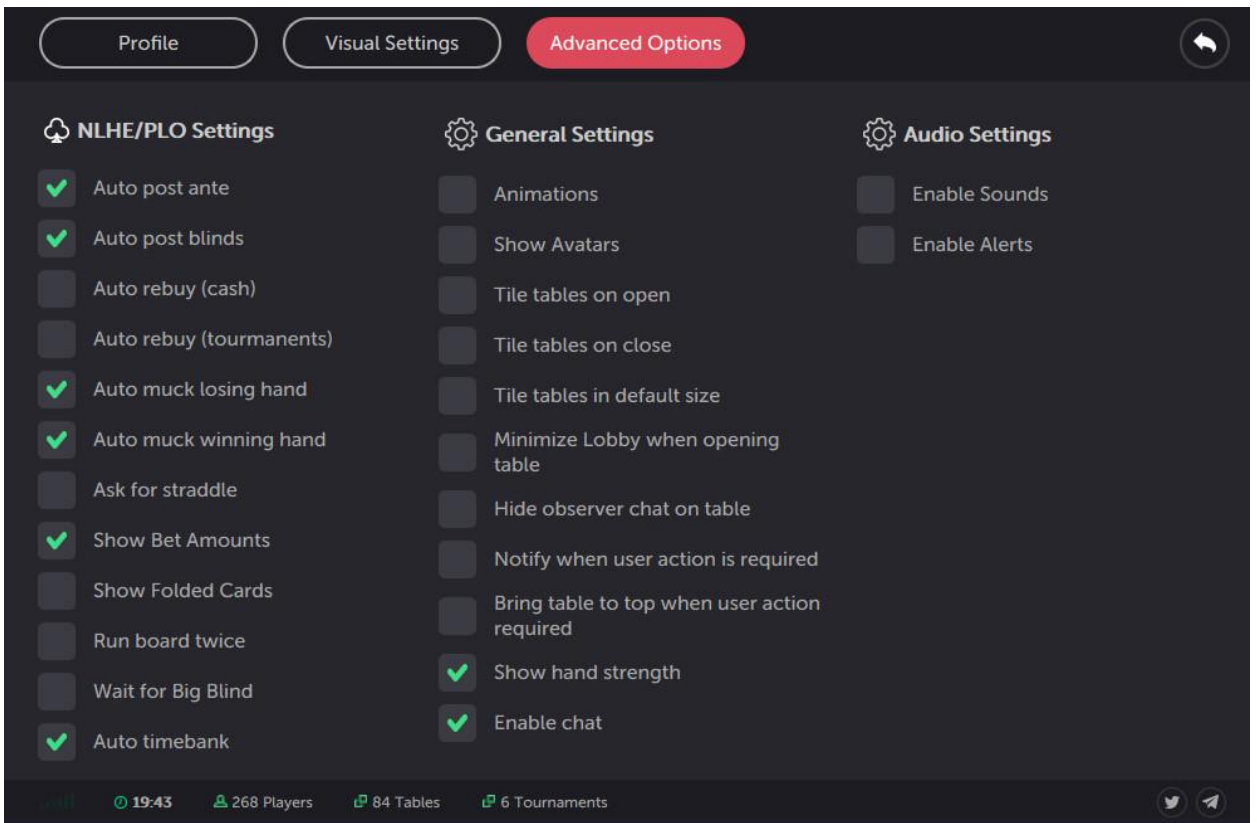 Profile
Visual Settings
Advanced Options
NLHE/PLO Settings
Auto post ante
Auto post blinds
Auto rebuy (cash)
Auto rebuy (tourmanents)
Auto muck losing hand
Auto muck winning hand
Ask for straddle
Show Bet Amounts
Show Folded Cards
Run board twice
Wait for Big Blind
Auto timebank
General Settings
Animations
Show Avatars
Tile tables on open
Tile tables on close
Tile tables in default size
Minimize Lobby when opening
table
Hide observer chat on table
Notify when user action is required
Bring table to top when user action
required
Show hand strength
Enable chat
Audio Settings
Enable Sounds
Enable Alerts
19:43
268 Players
84 Tables
6 Tournaments